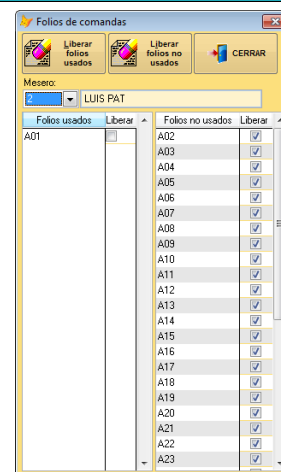 Folios de comandas
Liberar folios usados
Liberar folios no usados
CERRAR
Mesero:
2 LUIS PAT
Folios usados Liberar
A01
Folios no usados Liberar
A02
A03
A04
A05
A06
A07
A08
A09
A10
A11
A12
A13
A14
A15
A16
A17
A18
A19
A20
A21
A22
A23